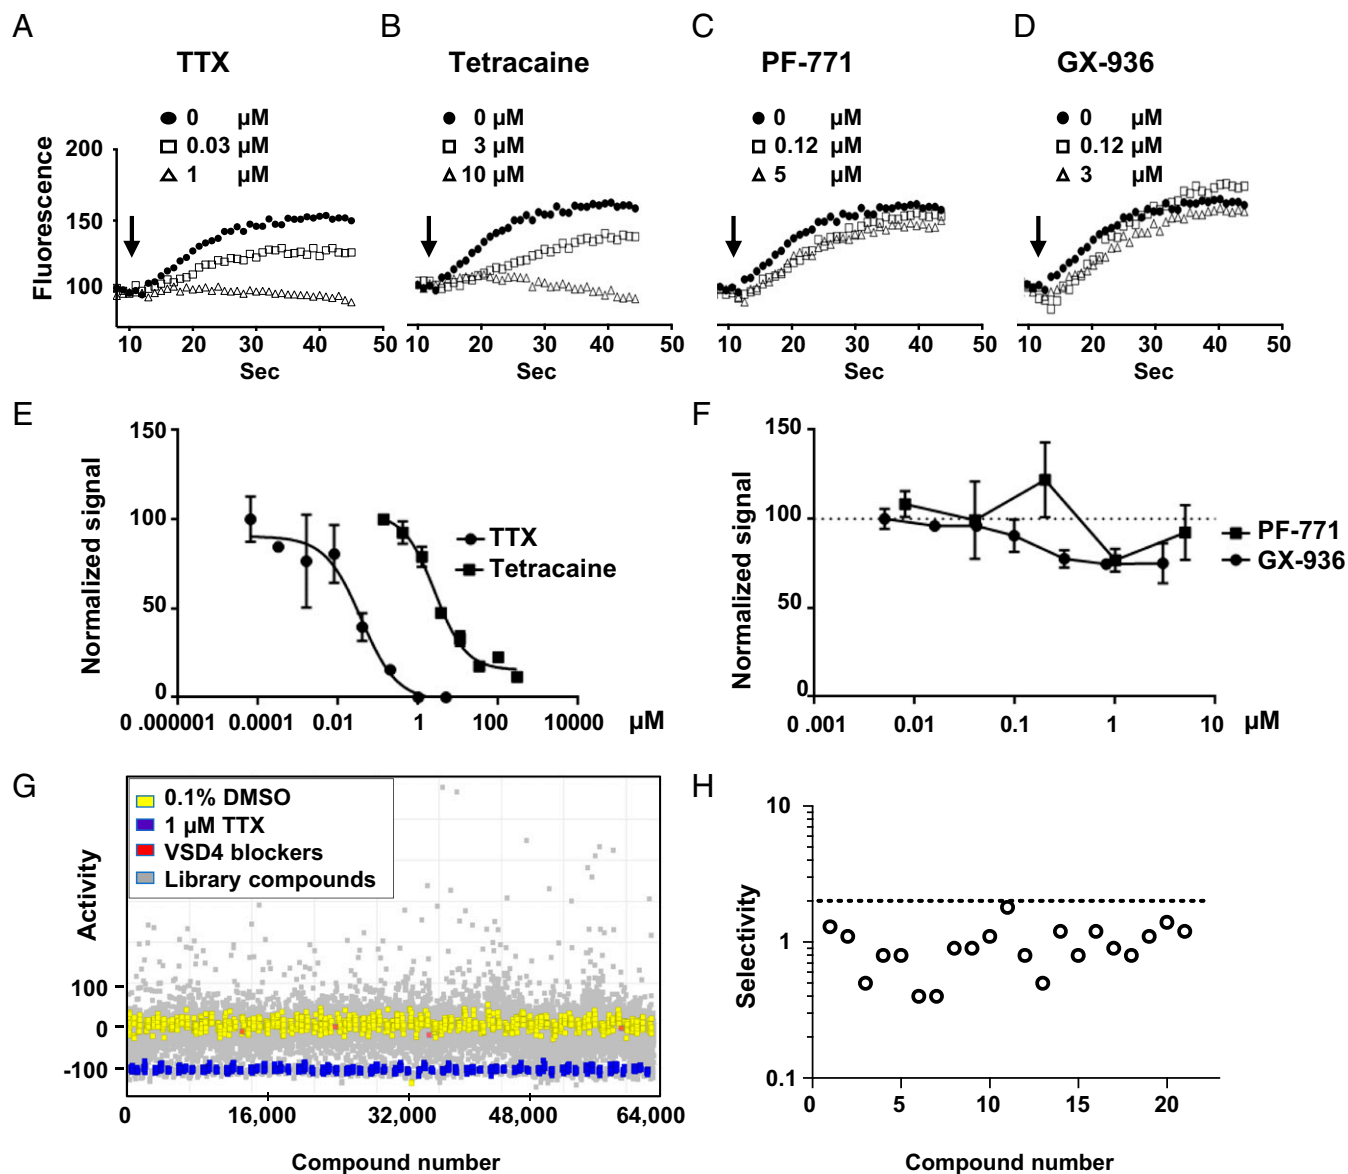 A
B
C
D
TTX
Tetracaine
PF-771
GX-936
0 µM
0.03 µM
1 µM
0 µM
3 µM
10 µM
0 µM
0.12 µM
5 µM
0 µM
0.12 µM
3 µM
Fluorescence
200
150
100
10 20 30 40 50
10 20 30 40 50
10 20 30 40 50
10 20 30 40 50
Sec
Sec
Sec
Sec
E
Normalized signal
150
100
50
0
TTX
Tetracaine
0.000001 0.0001 0.01 1 100 10000 µM
F
Normalized signal
150
100
50
0
PF-771
GX-936
0.001 0.01 0.1 1 10 µM
G
0.1% DMSO
1 µM TTX
VSD4 blockers
Library compounds
Activity
100
0
-100
0 16,000 32,000 48,000 64,000
Compound number
H
Selectivity
10
1
0.1
0 5 10 15 20
Compound number